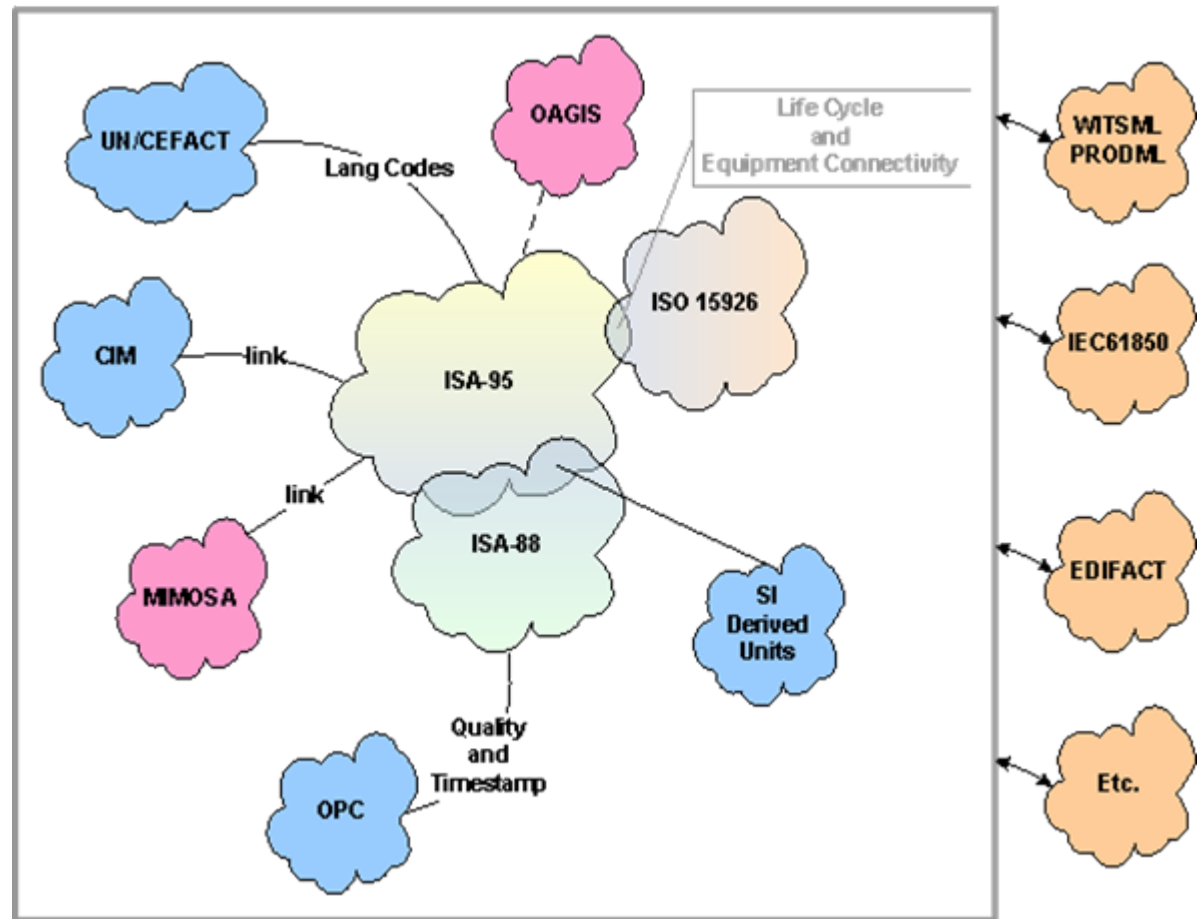 OAGIS
Life Cycle
and
Equipment Connectivity
UN/CEFACT
Lang Codes
WITSML
PRODML
ISO 15926
CIM
link
ISA-95
IEC61850
link
ISA-88
MIMOSA
SI
Derived
Units
EDIFACT
Quality
and
Timestamp
OPC
Etc.